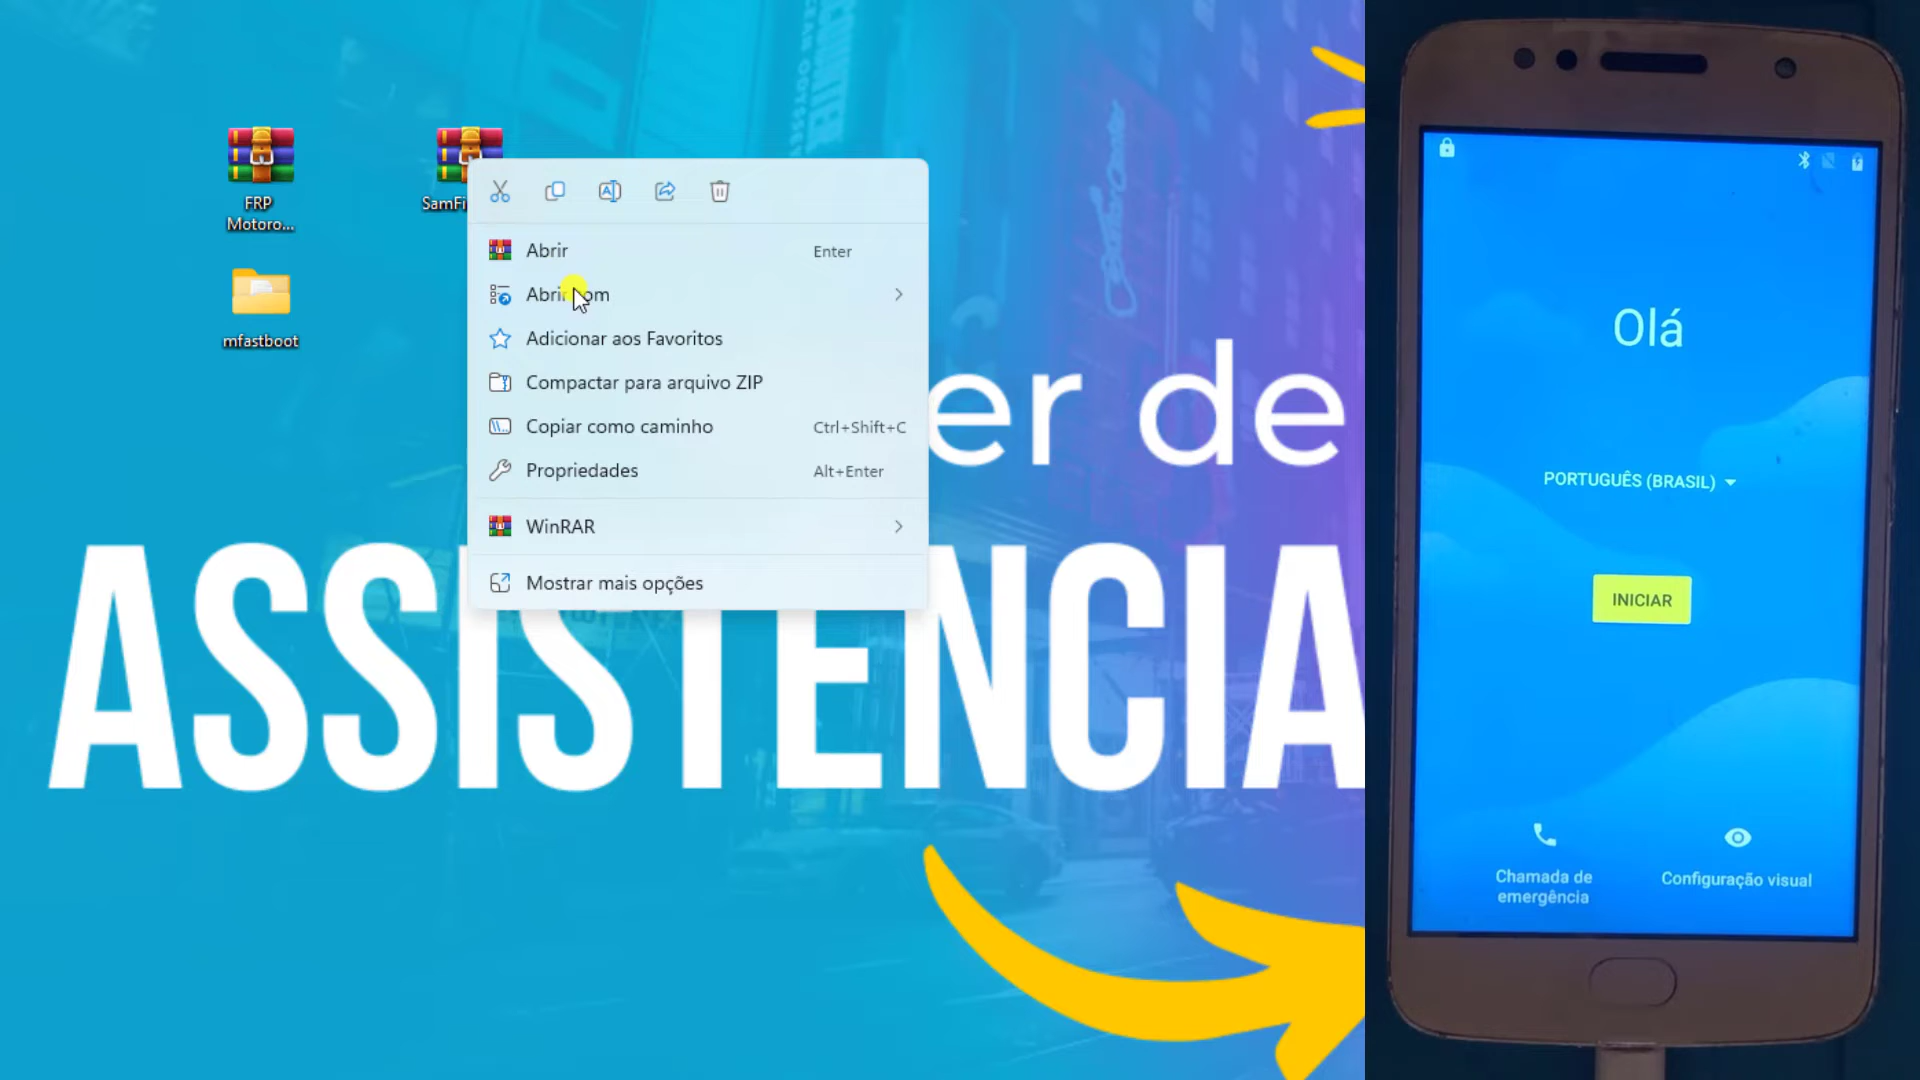 FRP
Motoro...
SamFi
mfastboot
Abrir Enter
Abrir com
Adicionar aos Favoritos
Compactar para arquivo ZIP
Copiar como caminho Ctrl+Shift+C
Propriedades Alt+Enter
WinRAR
Mostrar mais opções
er de
ASSISTENCIA
Olá
PORTUGUÊS (BRASIL)
INICIAR
Chamada de
emergência
Configuração visual